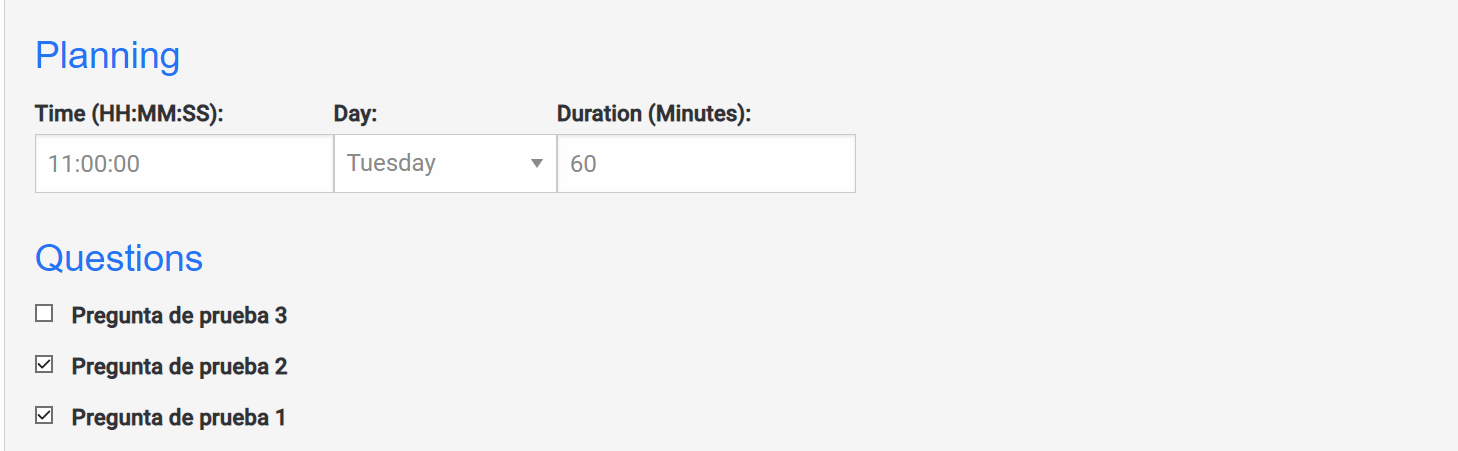 Planning
Time (HH:MM:SS): Day: Duration (Minutes):
11:00:00 Tuesday 60
Questions
Pregunta de prueba 3
Pregunta de prueba 2
Pregunta de prueba 1